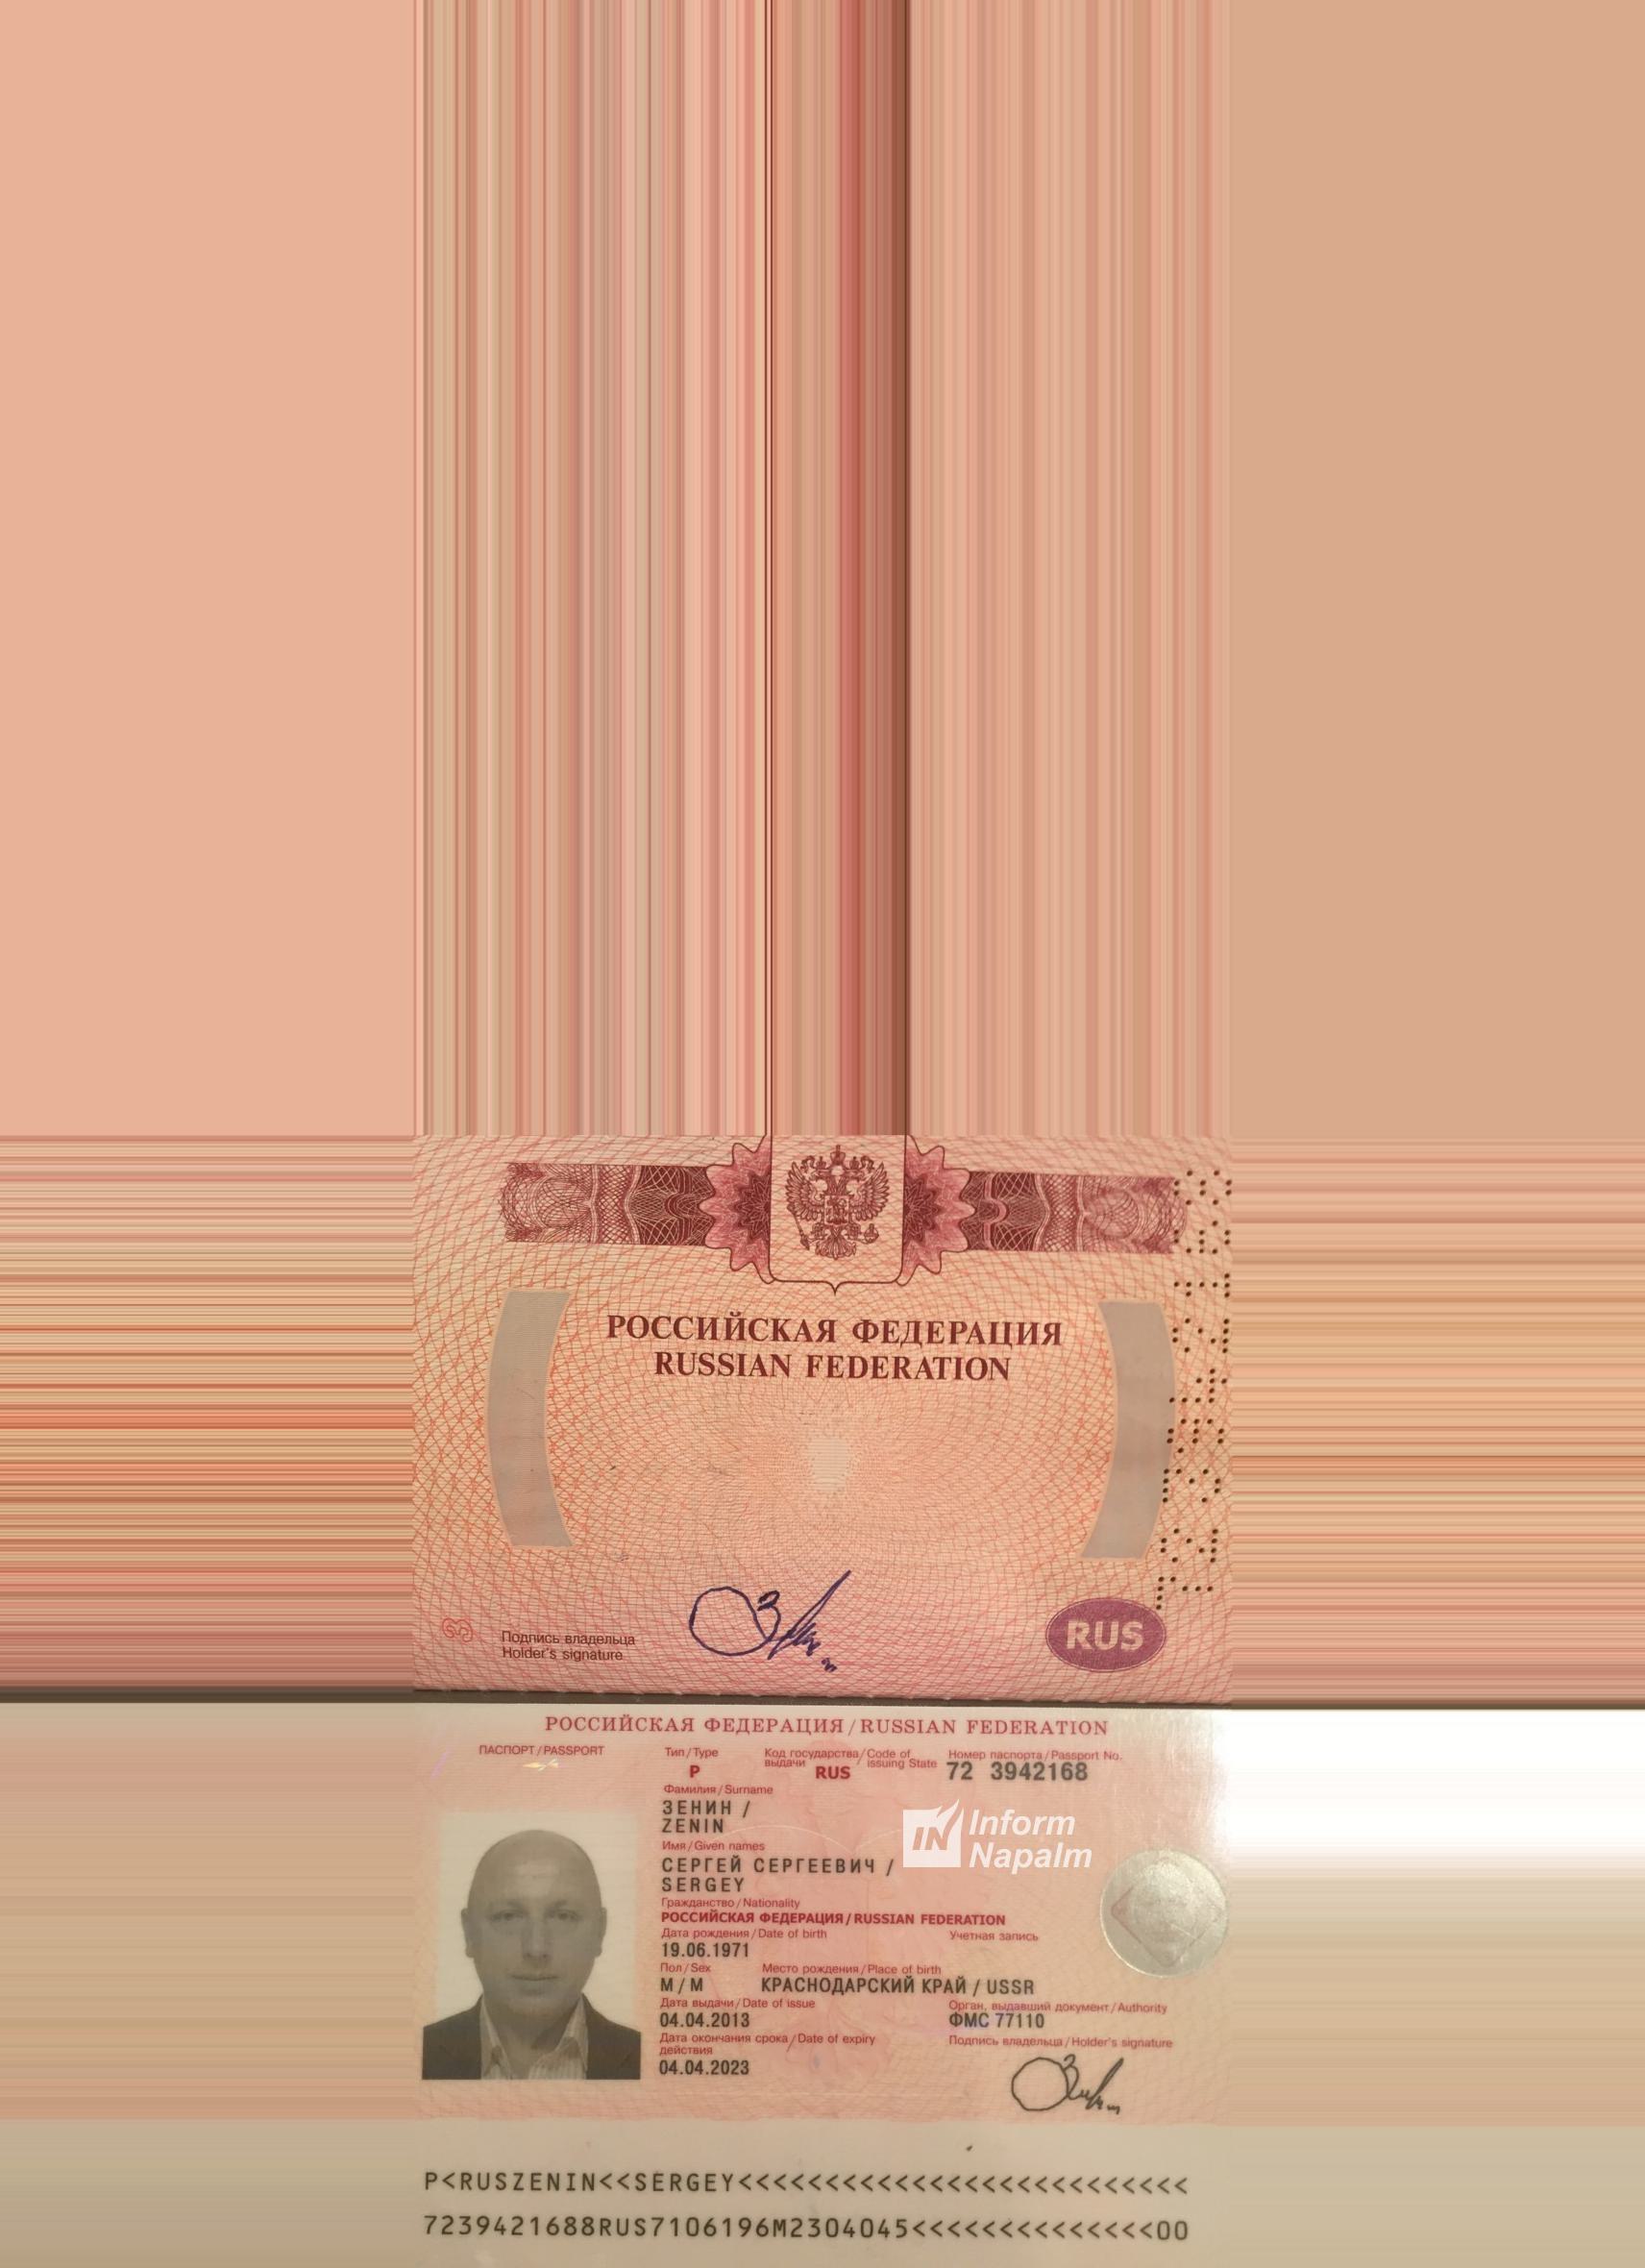 РОССИЙСКАЯ ФЕДЕРАЦИЯ
RUSSIAN FEDERATION
Подпись владельца
Holder's signature
RUS
РОССИЙСКАЯ ФЕДЕРАЦИЯ / RUSSIAN FEDERATION
ПАСПОРТ / PASSPORT
Тип / Type
Код государства / Code of
выдачи issuing State
Номер паспорта / Passport No.
P
RUS
72 3942168
Фамилия / Surname
ЗЕНИН /
ZENIN
Имя / Given names
СЕРГЕЙ СЕРГЕЕВИЧ /
SERGEY
Inform
Napalm
Гражданство / Nationality
РОССИЙСКАЯ ФЕДЕРАЦИЯ / RUSSIAN FEDERATION
Дата рождения / Date of birth
Учетная запись
19.06.1971
Пол / Sex
Место рождения / Place of birth
М / M
КРАСНОДАРСКИЙ КРАЙ / USSR
Дата выдачи / Date of issue
Орган, выдавший документ / Authority
04.04.2013
ФМС 77110
Дата окончания срока / Date of expiry
действия
Подпись владельца / Holder's signature
04.04.2023
P<RUSZENIN<<SERGEY<<<<<<<<<<<<<<<<<<<<<<<<<<
7239421688RUS7106196M2304045<<<<<<<<<<<<<<00